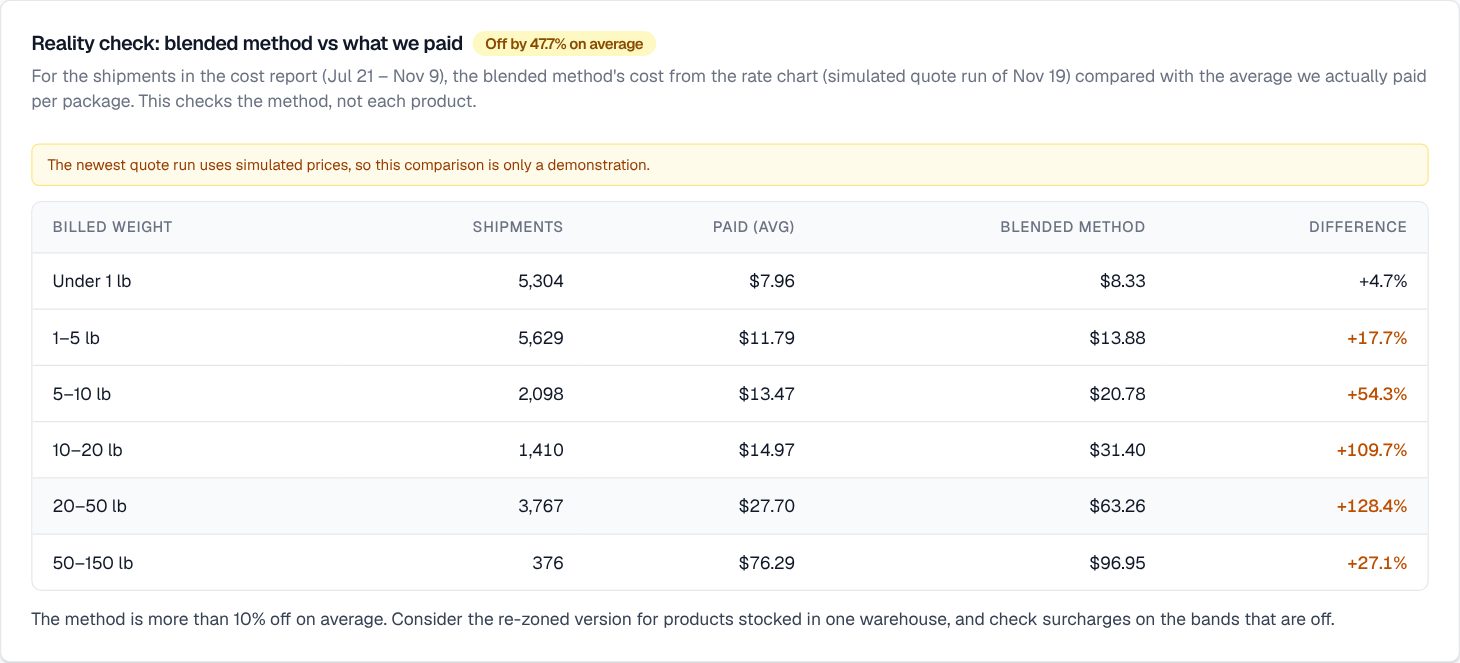 Reality check: blended method vs what we paid Off by 47.7% on average
For the shipments in the cost report (Jul 21 – Nov 9), the blended method's cost from the rate chart (simulated quote run of Nov 19) compared with the average we actually paid
per package. This checks the method, not each product.
The newest quote run uses simulated prices, so this comparison is only a demonstration.
BILLED WEIGHT SHIPMENTS PAID (AVG) BLENDED METHOD DIFFERENCE
Under 1 lb 5,304 $7.96 $8.33 +4.7%
1–5 lb 5,629 $11.79 $13.88 +17.7%
5–10 lb 2,098 $13.47 $20.78 +54.3%
10–20 lb 1,410 $14.97 $31.40 +109.7%
20–50 lb 3,767 $27.70 $63.26 +128.4%
50–150 lb 376 $76.29 $96.95 +27.1%
The method is more than 10% off on average. Consider the re-zoned version for products stocked in one warehouse, and check surcharges on the bands that are off.